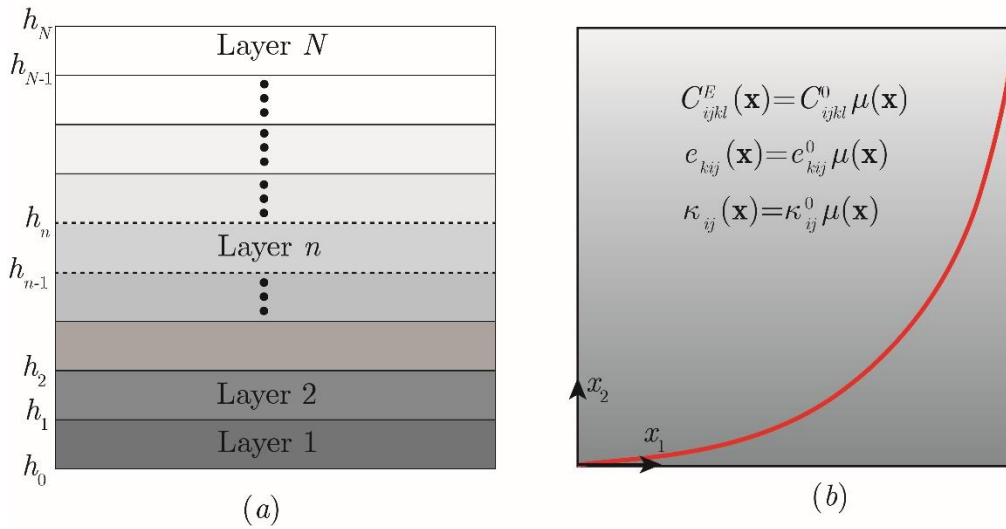 h_N
Layer N
h_{N-1}
h_n
Layer n
h_{n-1}
h_2
Layer 2
h_1
Layer 1
h_0
(a)
C^E_{ijkl}(x)=C^0_{ijkl}μ(x)
e_{kij}(x)=e^0_{kij}μ(x)
κ_{ij}(x)=κ^0_{ij}μ(x)
x_2
x_1
(b)